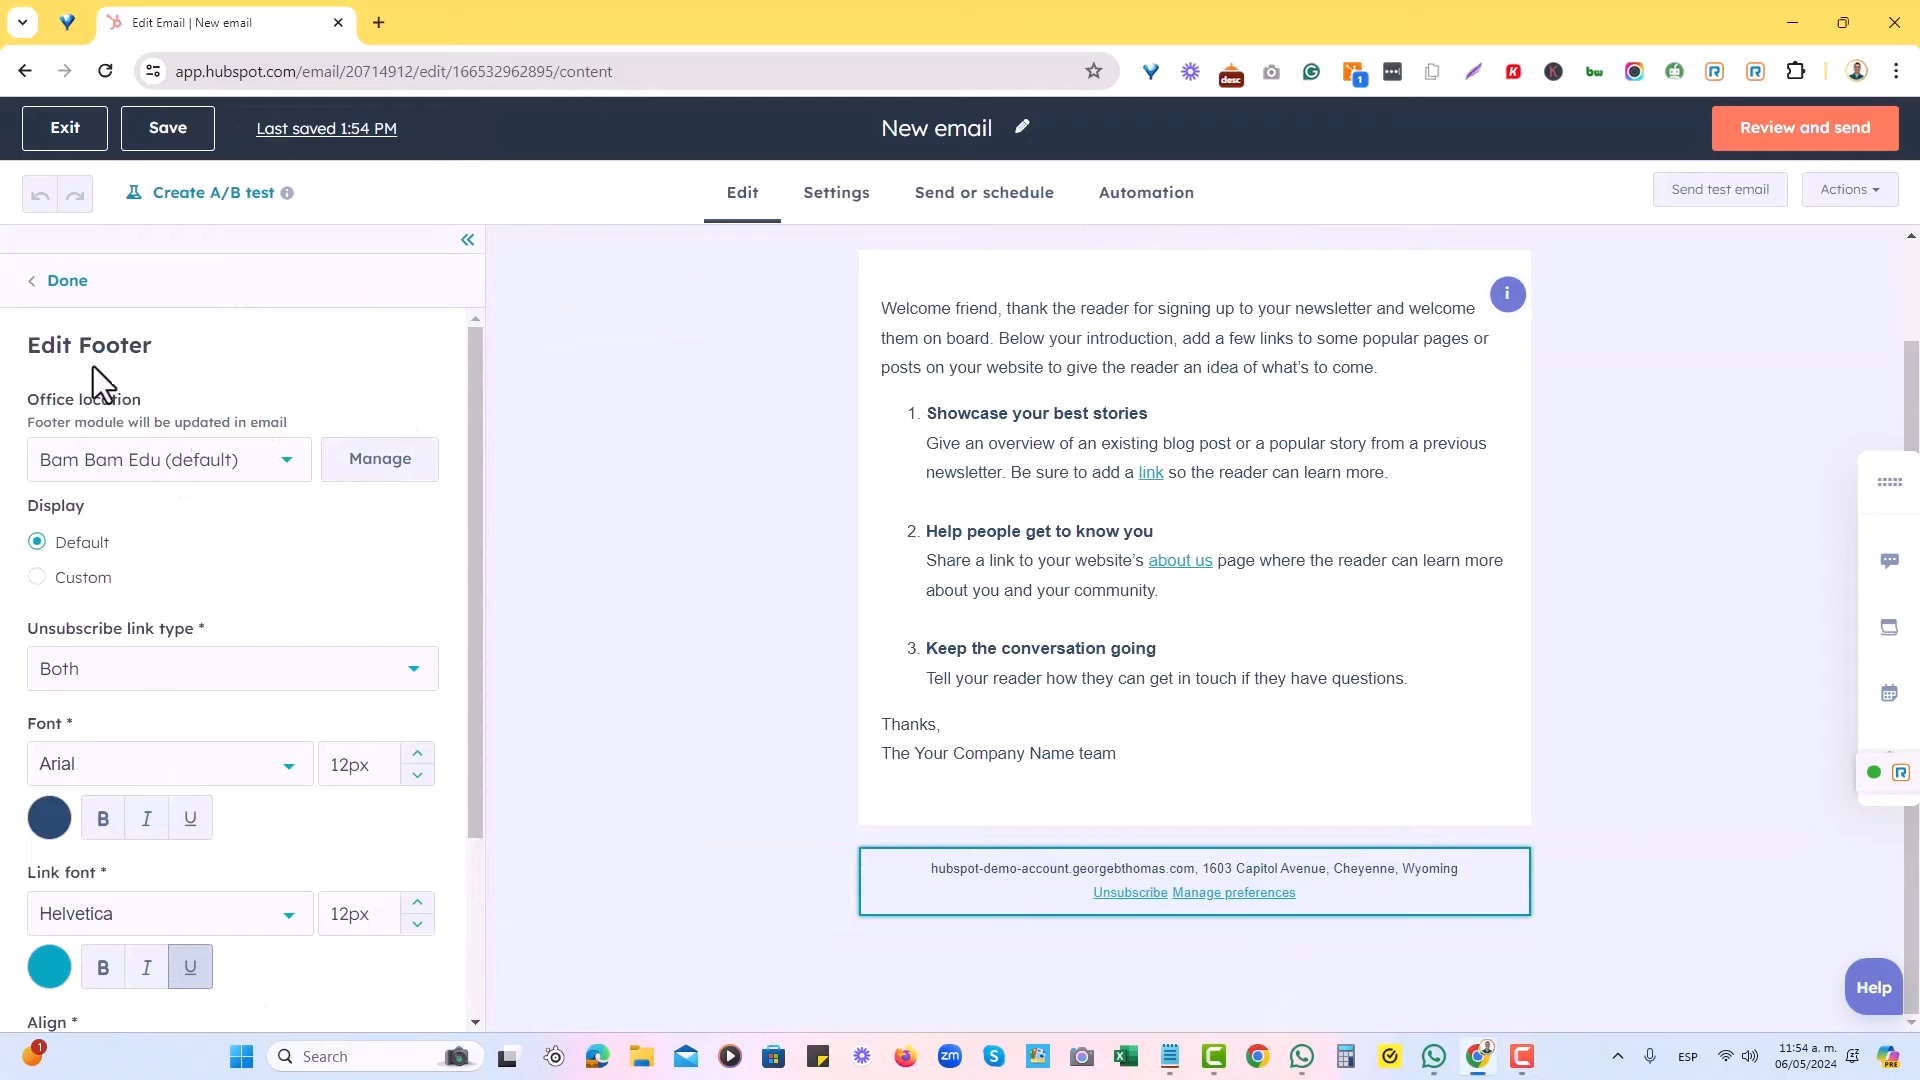 Edit Email | New email
app.hubspot.com/email/20714912/edit/166532962895/content
desc
1
bw
Exit
Save
Last saved 1:54 PM
New email
Review and send
Create A/B test
Edit
Settings
Send or schedule
Automation
Send test email
Actions
Done
Edit Footer
Office location
Footer module will be updated in email
Bam Bam Edu (default)
Manage
Display
Default
Custom
Unsubscribe link type *
Both
Font *
Arial
12px
B I U
Link font *
Helvetica
12px
B I U
Align *
Welcome friend, thank the reader for signing up to your newsletter and welcome
them on board. Below your introduction, add a few links to some popular pages or
posts on your website to give the reader an idea of what's to come.
1. Showcase your best stories
Give an overview of an existing blog post or a popular story from a previous
newsletter. Be sure to add a link so the reader can learn more.
2. Help people get to know you
Share a link to your website's about us page where the reader can learn more
about you and your community.
3. Keep the conversation going
Tell your reader how they can get in touch if they have questions.
Thanks,
The Your Company Name team
hubspot-demo-account.georgebthomas.com, 1603 Capitol Avenue, Cheyenne, Wyoming
Unsubscribe Manage preferences
Help
1
Search
zm
ESP
11:54 a. m.
06/05/2024
PRE